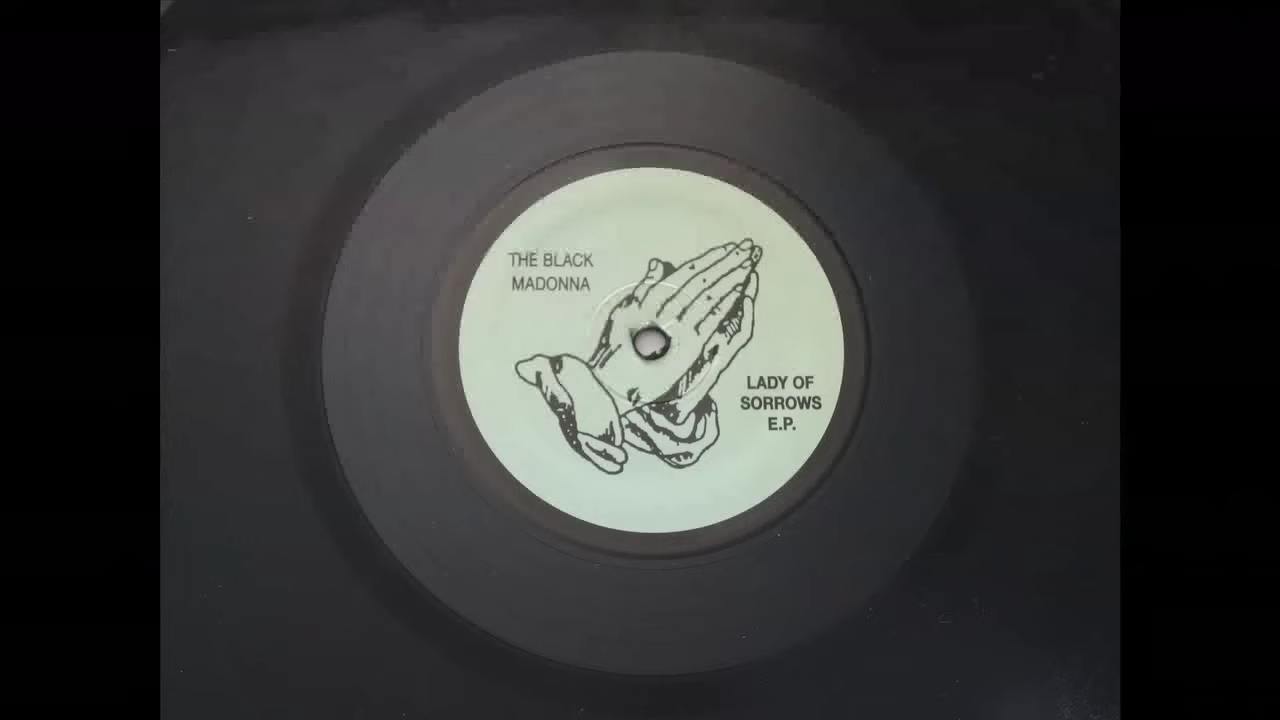 THE BLACK
MADONNA
LADY OF
SORROWS
E.P.